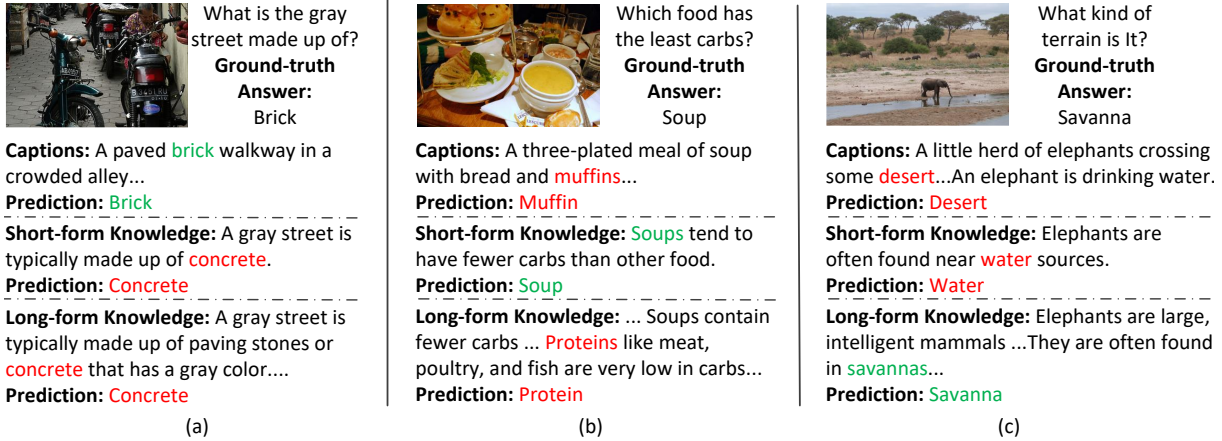 What is the gray
street made up of?
Ground-truth
Answer:
Brick
Captions: A paved brick walkway in a
crowded alley...
Prediction: Brick
Short-form Knowledge: A gray street is
typically made up of concrete.
Prediction: Concrete
Long-form Knowledge: A gray street is
typically made up of paving stones or
concrete that has a gray color....
Prediction: Concrete
(a)
Which food has
the least carbs?
Ground-truth
Answer:
Soup
Captions: A three-plated meal of soup
with bread and muffins...
Prediction: Muffin
Short-form Knowledge: Soups tend to
have fewer carbs than other food.
Prediction: Soup
Long-form Knowledge: ... Soups contain
fewer carbs ... Proteins like meat,
poultry, and fish are very low in carbs...
Prediction: Protein
(b)
What kind of
terrain is It?
Ground-truth
Answer:
Savanna
Captions: A little herd of elephants crossing
some desert...An elephant is drinking water.
Prediction: Desert
Short-form Knowledge: Elephants are
often found near water sources.
Prediction: Water
Long-form Knowledge: Elephants are large,
intelligent mammals ...They are often found
in savannas...
Prediction: Savanna
(c)